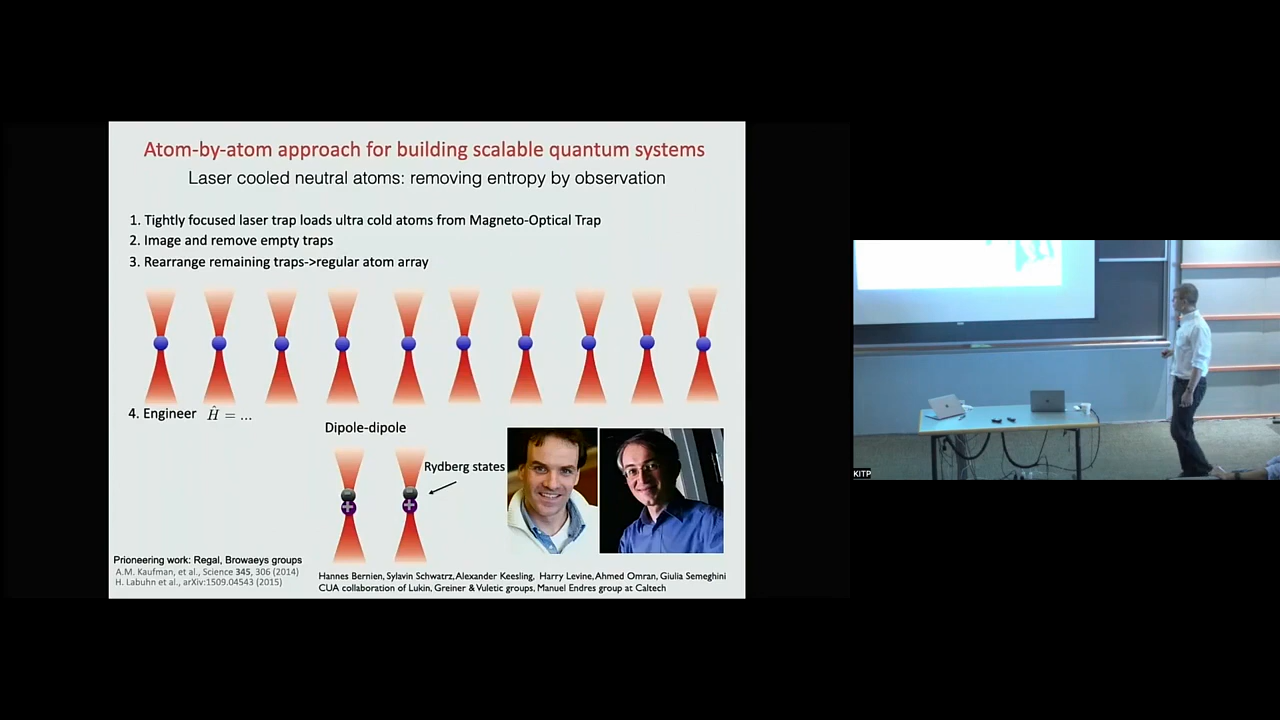 Atom-by-atom approach for building scalable quantum systems
Laser cooled neutral atoms: removing entropy by observation
1. Tightly focused laser trap loads ultra cold atoms from Magneto-Optical Trap
2. Image and remove empty traps
3. Rearrange remaining traps->regular atom array
4. Engineer Ĥ = ...
Dipole-dipole
Rydberg states
Prioneering work: Regal, Browaeys groups
A.M. Kaufman, et al., Science 345, 306 (2014)
H. Labuhn et al., arXiv:1509.04543 (2015)
Hannes Bernien, Sylavin Schwatrz, Alexander Keesling, Harry Levine, Ahmed Omran, Giulia Semeghini
CUA collaboration of Lukin, Greiner & Vuletic groups, Manuel Endres group at Caltech
KITP